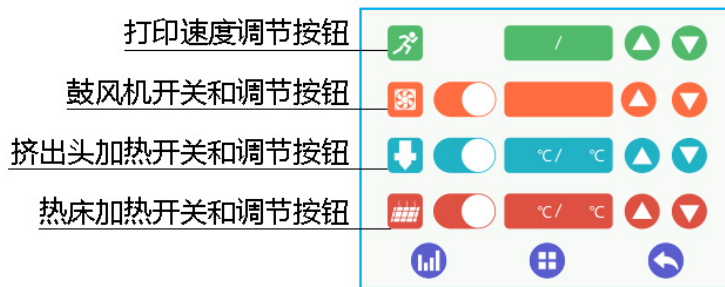 打印速度调节按钮
/
鼓风机开关和调节按钮
挤出头加热开关和调节按钮
℃/ ℃
热床加热开关和调节按钮
℃/ ℃